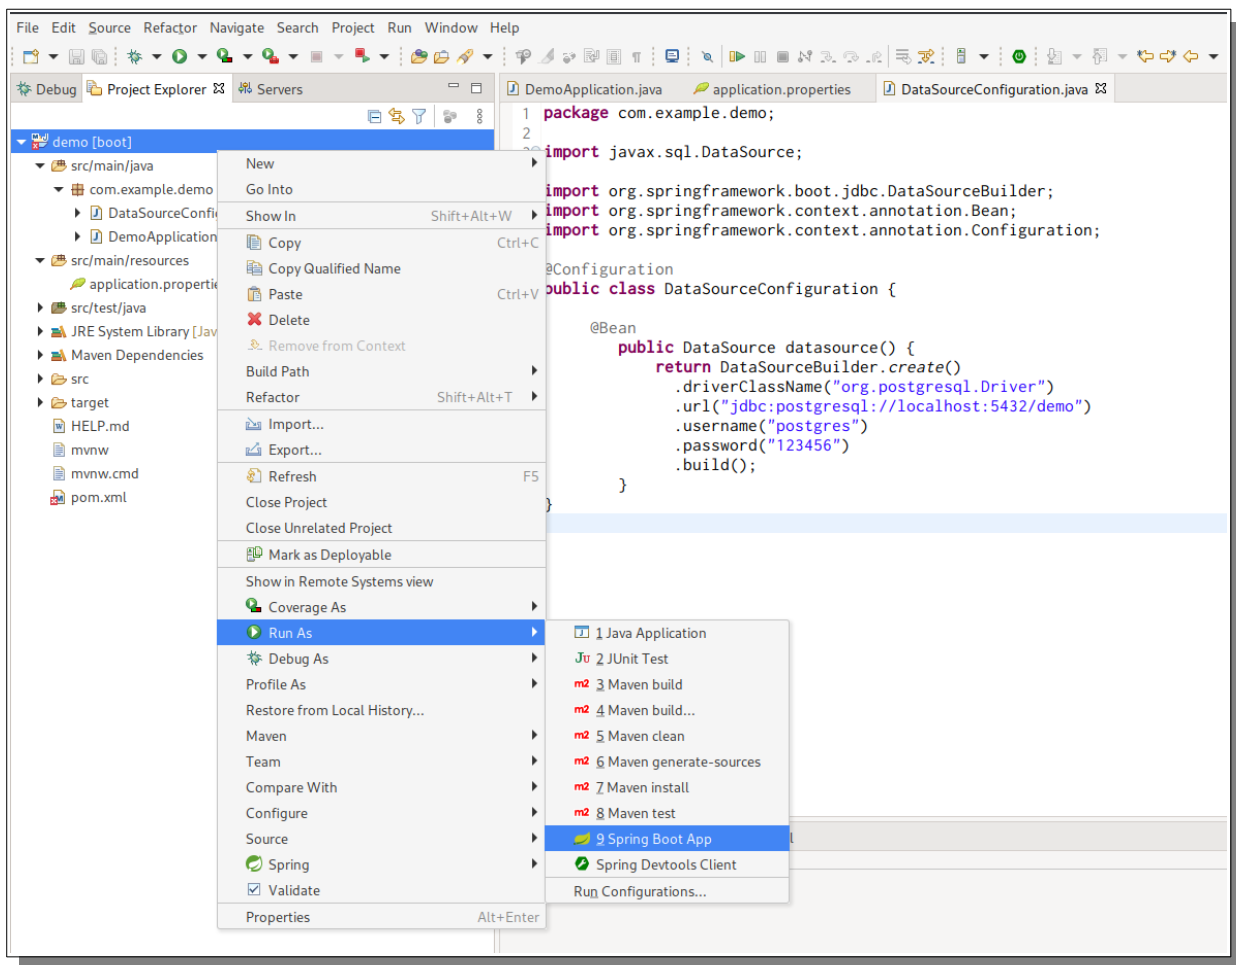 File Edit Source Refactor Navigate Search Project Run Window Help
Debug Project Explorer Servers
DemoApplication.java application.properties DataSourceConfiguration.java
demo [boot]
src/main/java
com.example.demo
DataSourceConfi
DemoApplication
src/main/resources
application.propertie
src/test/java
JRE System Library [Jav
Maven Dependencies
src
target
HELP.md
mvnw
mvnw.cmd
pom.xml
New
Go Into
Show In Shift+Alt+W
Copy Ctrl+C
Copy Qualified Name
Paste Ctrl+V
Delete
Remove from Context
Build Path
Refactor Shift+Alt+T
Import...
Export...
Refresh F5
Close Project
Close Unrelated Project
Mark as Deployable
Show in Remote Systems view
Coverage As
Run As
Debug As
Profile As
Restore from Local History...
Maven
Team
Compare With
Configure
Source
Spring
Validate
Properties Alt+Enter
1 Java Application
Ju 2 JUnit Test
m2 3 Maven build
m2 4 Maven build...
m2 5 Maven clean
m2 6 Maven generate-sources
m2 7 Maven install
m2 8 Maven test
9 Spring Boot App
Spring Devtools Client
Run Configurations...
1 package com.example.demo;
2
import javax.sql.DataSource;
import org.springframework.boot.jdbc.DataSourceBuilder;
import org.springframework.context.annotation.Bean;
import org.springframework.context.annotation.Configuration;
@Configuration
public class DataSourceConfiguration {
@Bean
public DataSource datasource() {
return DataSourceBuilder.create()
.driverClassName("org.postgresql.Driver")
.url("jdbc:postgresql://localhost:5432/demo")
.username("postgres")
.password("123456")
.build();
}
}